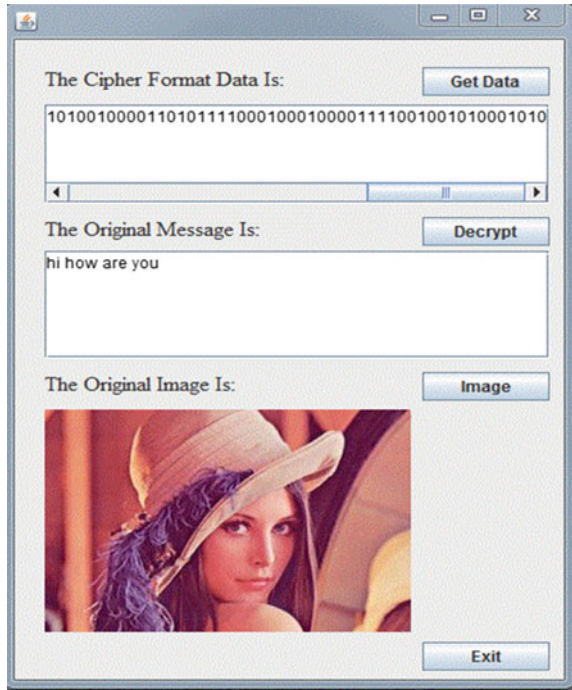 The Cipher Format Data Is:
Get Data
10100100001101011110001000100001111001001010001010
The Original Message Is:
Decrypt
hi how are you
The Original Image Is:
Image
Exit